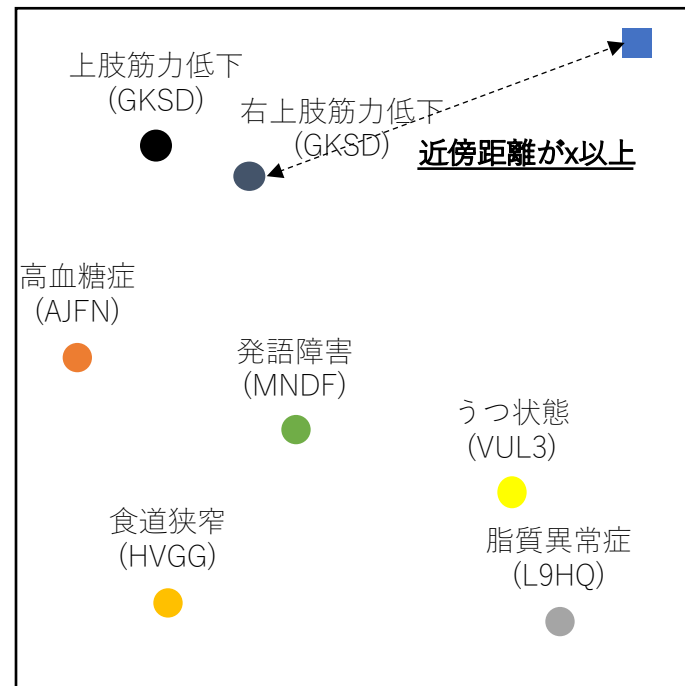 上肢筋力低下
(GKSD)
右上肢筋力低下
(GKSD)
近傍距離がx以上
高血糖症
(AJFN)
発語障害
(MNDF)
うつ状態
(VUL3)
食道狭窄
(HVGG)
脂質異常症
(L9HQ)